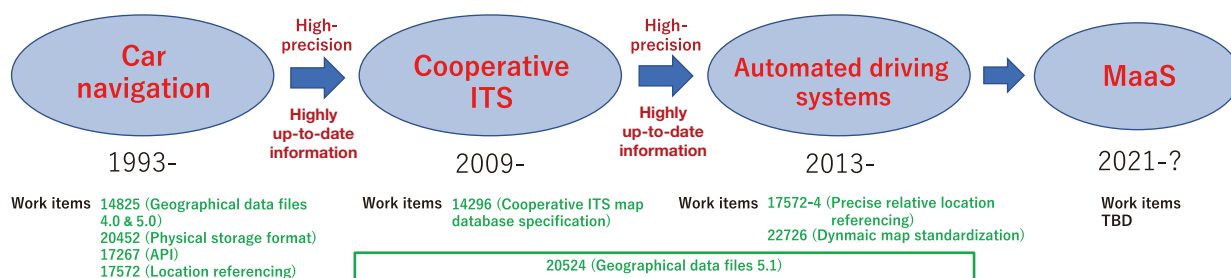 Car
navigation
High-
precision
Highly
up-to-date
information
Cooperative
ITS
High-
precision
Highly
up-to-date
information
Automated driving
systems
MaaS
1993-
2009-
2013-
2021-?
Work items 14825 (Geographical data files
4.0 & 5.0)
20452 (Physical storage format)
17267 (API)
17572 (Location referencing)
Work items 14296 (Cooperative ITS map
database specification)
Work items 17572-4 (Precise relative location
referencing)
22726 (Dynmaic map standardization)
Work items
TBD
20524 (Geographical data files 5.1)